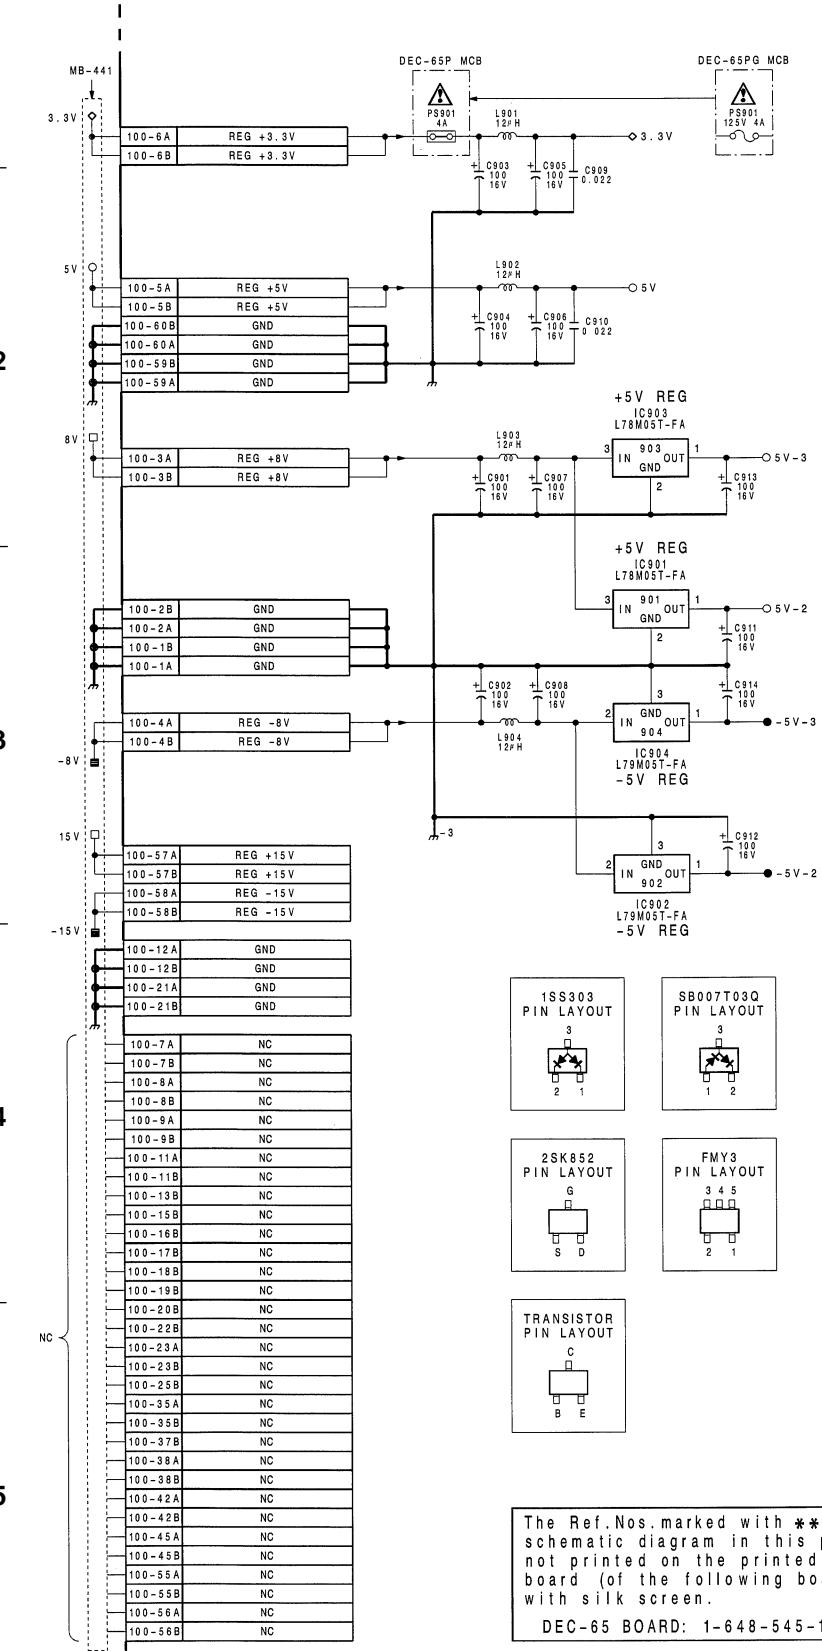 MB-441
DEC-65P MCB
DEC-65PG MCB
PS901
4A
PS901
125V 4A
3.3V
100-6A REG +3.3V
100-6B REG +3.3V
L901
12μH
3.3V
+ C903
100
16V
+ C905
100
16V
C909
0.022
5V
100-5A REG +5V
100-5B REG +5V
100-60B GND
100-60A GND
100-59B GND
100-59A GND
L902
12μH
5V
+ C904
100
16V
+ C906
100
16V
C910
0.022
2
8V
100-3A REG +8V
100-3B REG +8V
L903
12μH
+ C901
100
16V
+ C907
100
16V
+5V REG
IC903
L78M05T-FA
3 IN 903 OUT 1
GND
2
5V-3
+ C913
100
16V
+5V REG
IC901
L78M05T-FA
3 IN 901 OUT 1
GND
2
5V-2
+ C911
100
16V
100-2B GND
100-2A GND
100-1B GND
100-1A GND
+ C902
100
16V
+ C908
100
16V
+ C914
100
16V
100-4A REG -8V
100-4B REG -8V
-8V
L904
12μH
3
2 IN GND OUT 1
904
-5V-3
IC904
L79M05T-FA
-5V REG
3
-3
+ C912
100
16V
3
2 IN GND OUT 1
902
-5V-2
IC902
L79M05T-FA
-5V REG
15V
100-57A REG +15V
100-57B REG +15V
100-58A REG -15V
100-58B REG -15V
-15V
100-12A GND
100-12B GND
100-21A GND
100-21B GND
4
NC
100-7A NC
100-7B NC
100-8A NC
100-8B NC
100-9A NC
100-9B NC
100-11A NC
100-11B NC
100-13B NC
100-15B NC
100-16B NC
100-17B NC
100-18B NC
100-19B NC
100-20B NC
100-22B NC
100-23A NC
100-23B NC
100-25B NC
100-35A NC
100-35B NC
100-37B NC
100-38A NC
100-38B NC
100-42A NC
100-42B NC
100-45A NC
100-45B NC
100-55A NC
100-55B NC
100-56A NC
100-56B NC
5
1SS303
PIN LAYOUT
3
2 1
SB007T03Q
PIN LAYOUT
3
1 2
2SK852
PIN LAYOUT
G
S D
FMY3
PIN LAYOUT
3 4 5
2 1
TRANSISTOR
PIN LAYOUT
C
B E
The Ref.Nos.marked with **
schematic diagram in this p
not printed on the printed
board (of the following bo
with silk screen.
DEC-65 BOARD: 1-648-545-1